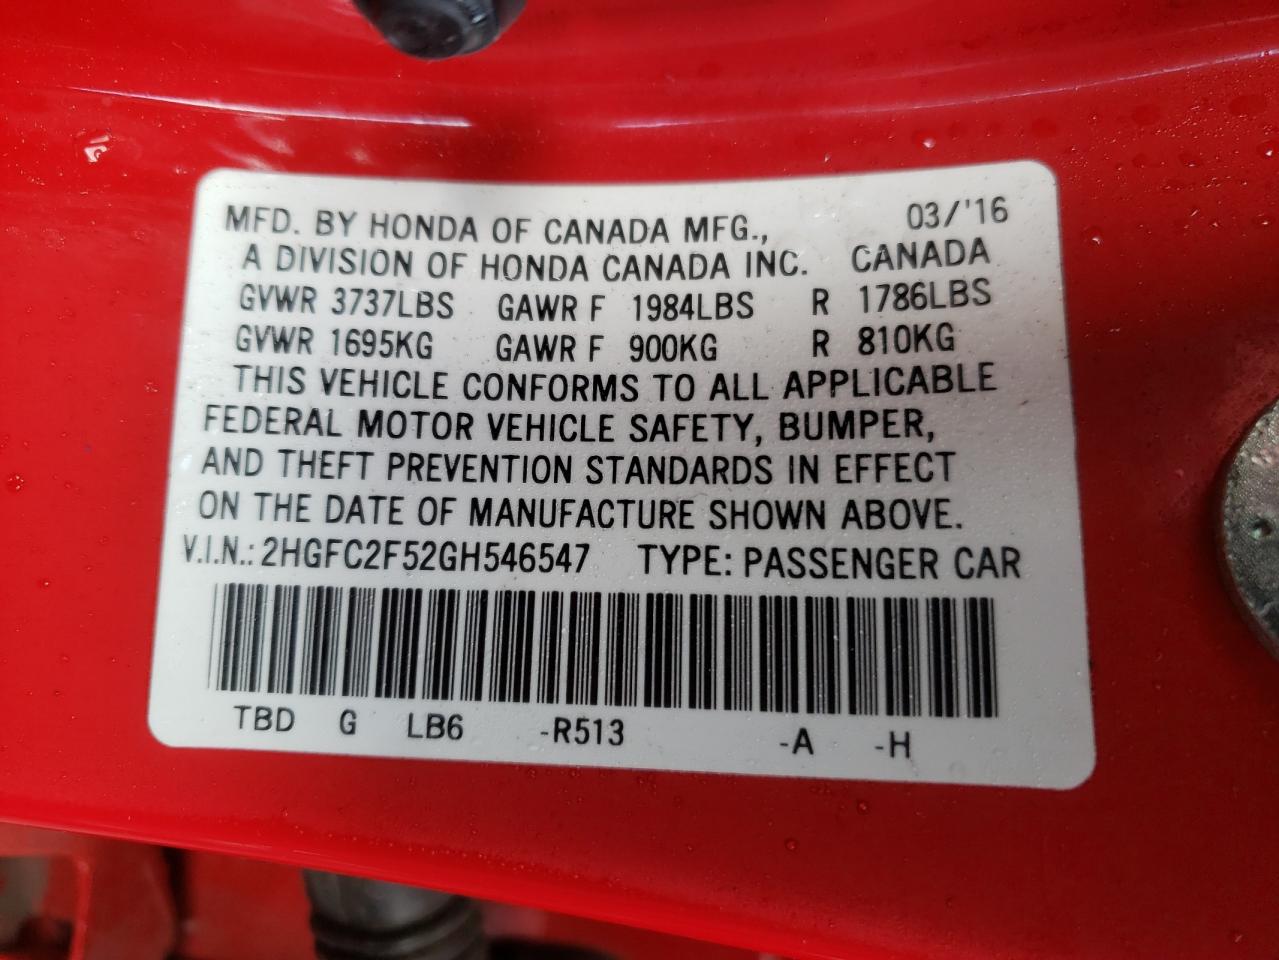 MFD. BY HONDA OF CANADA MFG., 03/'16
A DIVISION OF HONDA CANADA INC. CANADA
GVWR 3737LBS GAWR F 1984LBS R 1786LBS
GVWR 1695KG GAWR F 900KG R 810KG
THIS VEHICLE CONFORMS TO ALL APPLICABLE
FEDERAL MOTOR VEHICLE SAFETY, BUMPER,
AND THEFT PREVENTION STANDARDS IN EFFECT
ON THE DATE OF MANUFACTURE SHOWN ABOVE.
V.I.N.: 2HGFC2F52GH546547 TYPE: PASSENGER CAR
TBD G LB6 -R513 -A -H